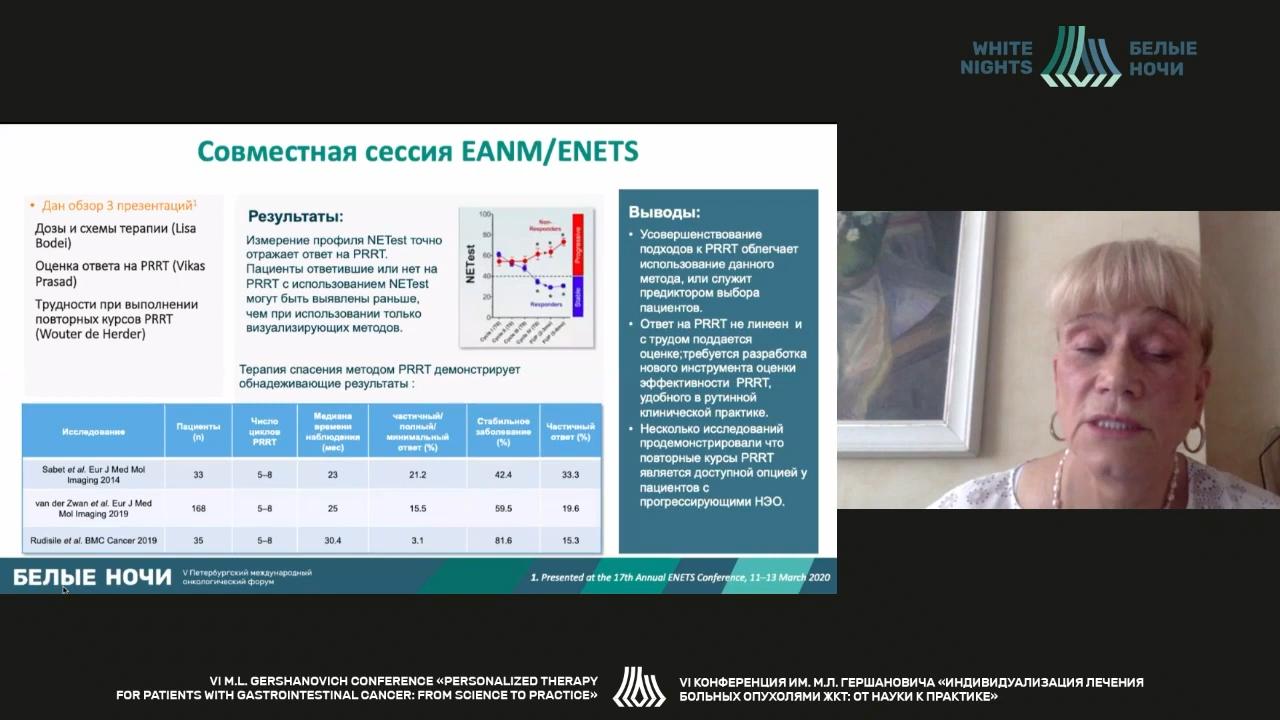 WHITE
NIGHTS
БЕЛЫЕ
НОЧИ
Совместная сессия EANM/ENETS
• Дан обзор 3 презентаций¹
Дозы и схемы терапии (Lisa
Bodei)
Оценка ответа на PRRT (Vikas
Prasad)
Трудности при выполнении
повторных курсов PRRT
(Wouter de Herder)
Результаты:
Измерение профиля NETest точно
отражает ответ на PRRT.
Пациенты ответившие или нет на
PRRT с использованием NETest
могут быть выявлены раньше,
чем при использовании только
визуализирующих методов.
100
80
60
40
20
0
NETest
Non-
Responders
Responders
Progressive
Stable
Терапия спасения методом PRRT демонстрирует
обнадеживающие результаты :
Исследование
Пациенты
(n)
Число
циклов
PRRT
Медиана
времени
наблюдения
(мес)
частичный/
полный/
минимальный
ответ (%)
Стабильное
заболевание
(%)
Частичный
ответ (%)
Sabet et al. Eur J Med Mol
Imaging 2014
33
5–8
23
21.2
42.4
33.3
van der Zwan et al. Eur J Med
Mol Imaging 2019
168
5–8
25
15.5
59.5
19.6
Rudisile et al. BMC Cancer 2019
35
5–8
30.4
3.1
81.6
15.3
Выводы:
• Усовершенствование
подходов к PRRT облегчает
использование данного
метода, или служит
предиктором выбора
пациентов.
• Ответ на PRRT не линеен и
с трудом поддается
оценке;требуется разработка
нового инструмента оценки
эффективности PRRT,
удобного в рутинной
клинической практике.
• Несколько исследований
продемонстрировали что
повторные курсы PRRT
является доступной опцией у
пациентов с
прогрессирующими НЭО.
БЕЛЫЕ НОЧИ
V Петербургский международный
онкологический форум
1. Presented at the 17th Annual ENETS Conference, 11–13 March 2020
VI M.L. GERSHANOVICH CONFERENCE «PERSONALIZED THERAPY
FOR PATIENTS WITH GASTROINTESTINAL CANCER: FROM SCIENCE TO PRACTICE»
VI КОНФЕРЕНЦИЯ ИМ. М.Л. ГЕРШАНОВИЧА «ИНДИВИДУАЛИЗАЦИЯ ЛЕЧЕНИЯ
БОЛЬНЫХ ОПУХОЛЯМИ ЖКТ: ОТ НАУКИ К ПРАКТИКЕ»